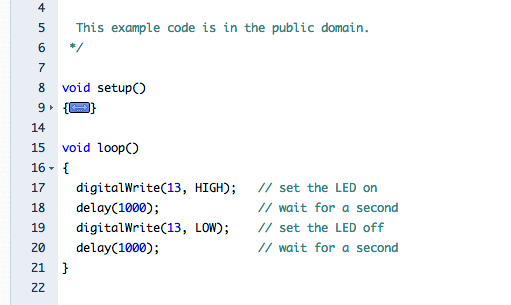 4
5 This example code is in the public domain.
6 */
7
8 void setup()
9 {↔}
14
15 void loop()
16 {
17 digitalWrite(13, HIGH); // set the LED on
18 delay(1000); // wait for a second
19 digitalWrite(13, LOW); // set the LED off
20 delay(1000); // wait for a second
21 }
22